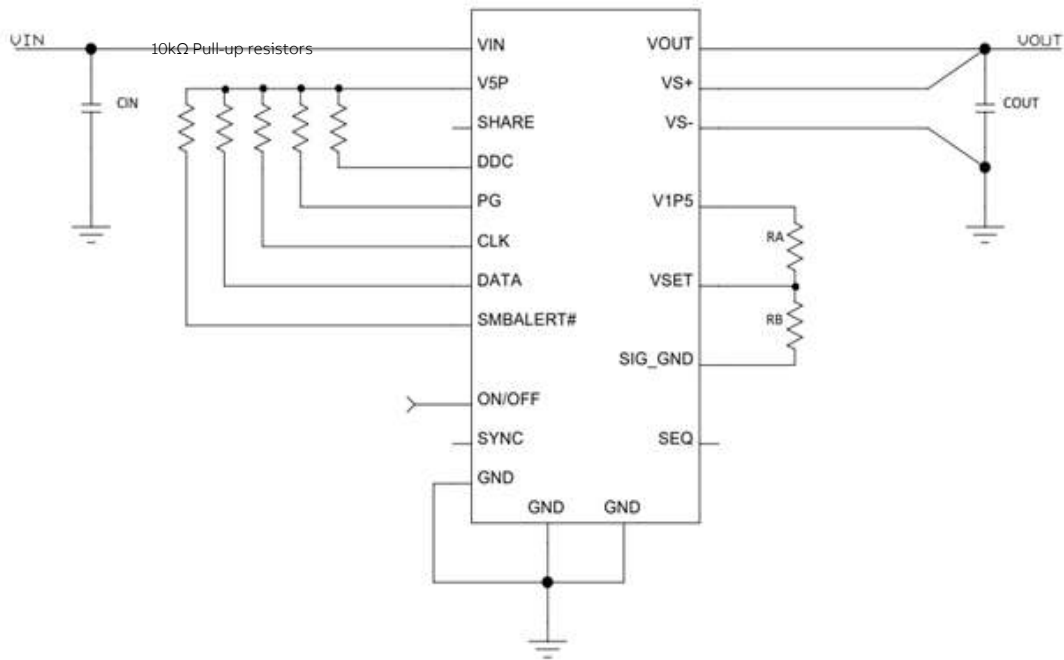 VIN
10kΩ Pull-up resistors
VIN
VOUT
VOUT
V5P
VS+
CIN
COUT
SHARE
VS-
DDC
PG
V1P5
RA
CLK
DATA
VSET
SMBALERT#
RB
SIG_GND
ON/OFF
SYNC
SEQ
GND
GND
GND